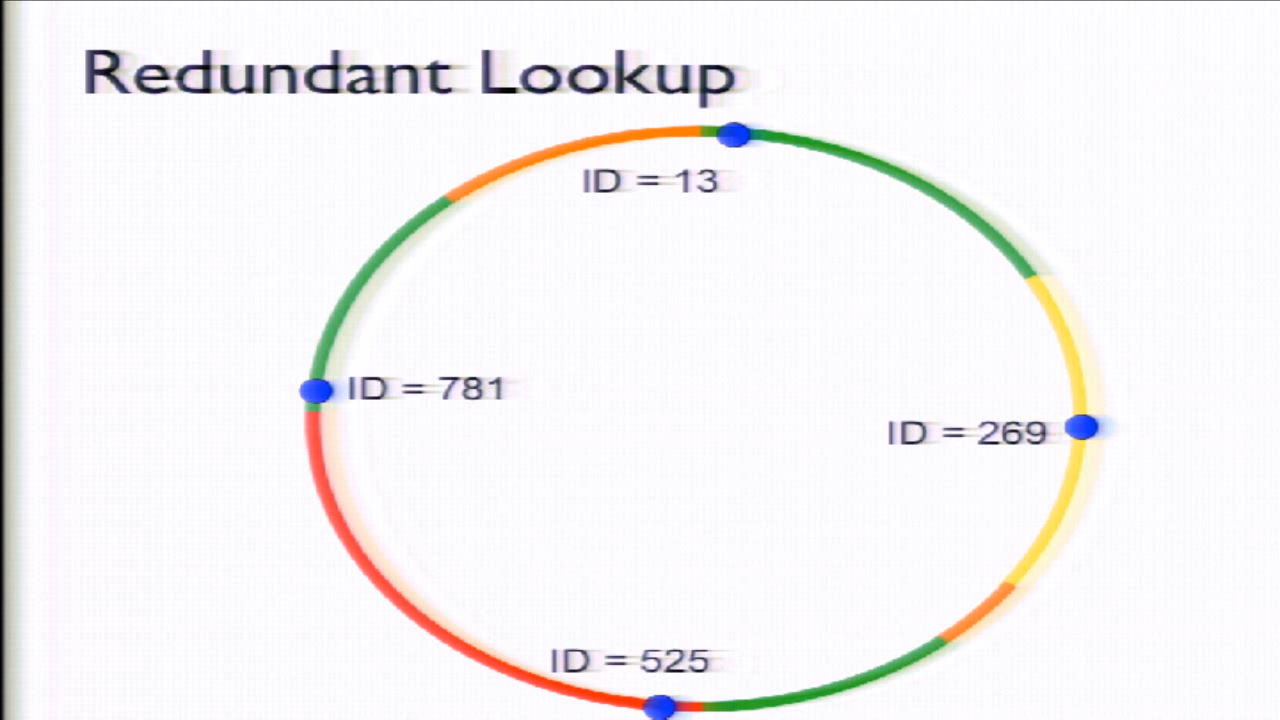 Redundant Lookup
ID = 13
ID = 781
ID = 269
ID = 525